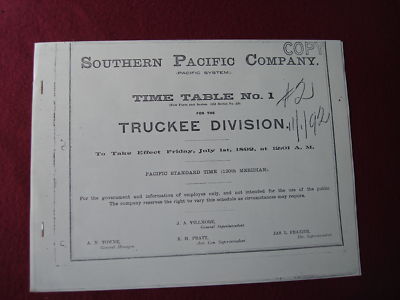 COPY
SOUTHERN PACIFIC COMPANY.
(PACIFIC SYSTEM)
TIME TABLE No. 1
#2
FOR THE
TRUCKEE DIVISION,
11/1/92
To Take Effect Friday, July 1st, 1892, at 12:01 A. M.
PACIFIC STANDARD TIME (120th MERIDIAN).
For the government and information of employes only, and not intended for the use of the public
The company reserves the right to vary this schedule as circumstances may require.
J. A. FILLMORE,
General Superintendent
A. N. TOWNE,
General Manager.
R. H. PRATT,
Ass't Gen Superintendent
JAS L. FRAZIER,
Div. Superintendent